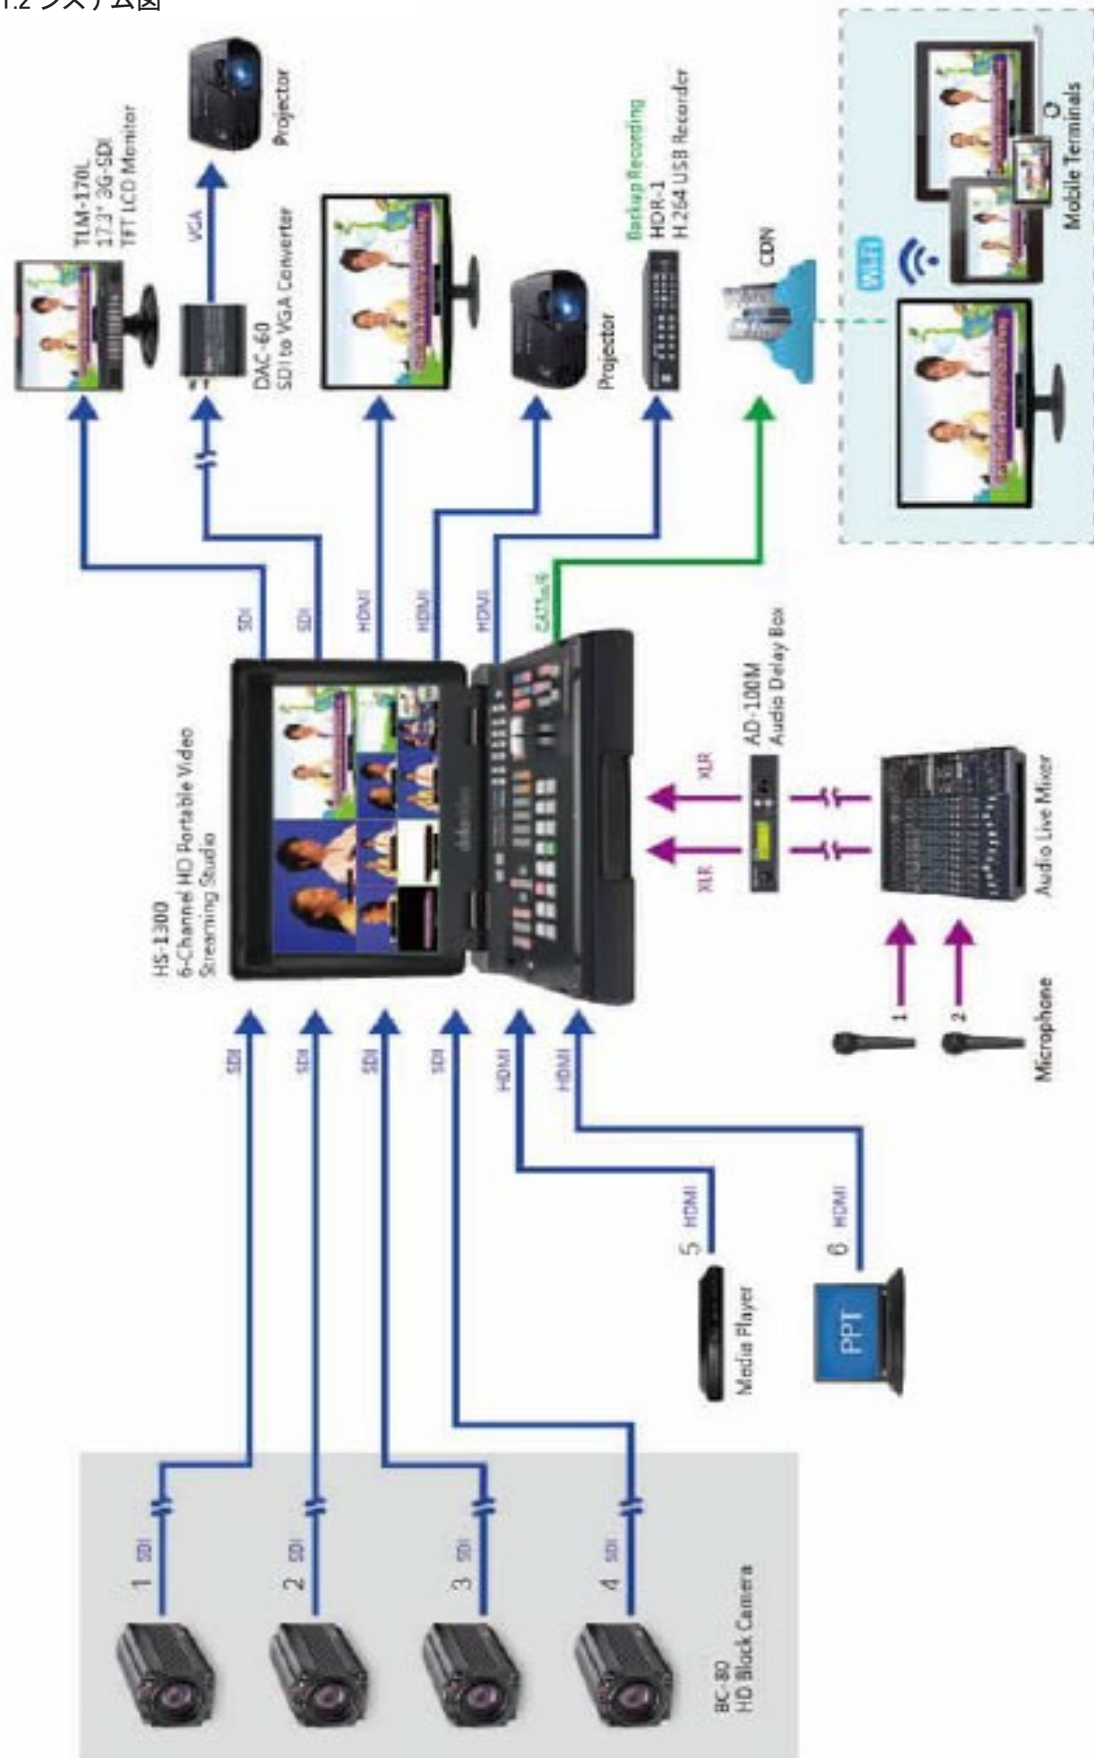 1.2 システム図
TLM-170L
17.3" 3G-SDI
TFT LCD Monitor
VGA
Projector
DAC-60
SDI to VGA Converter
Projector
Backup Recording
HDR-1
H.264 USB Recorder
CDN
Wi-Fi
Mobile Terminals
SDI
SDI
HDMI
HDMI
HDMI
CAT5e/6
HS-1300
6-Channel HD Portable Video
Streaming Studio
XLR
XLR
AD-100M
Audio Delay Box
Audio Live Mixer
1
2
Microphone
SDI
SDI
SDI
SDI
HDMI
HDMI
5 HDMI
Media Player
6 HDMI
PPT
1 SDI
2 SDI
3 SDI
4 SDI
BC-80
HD Block Camera